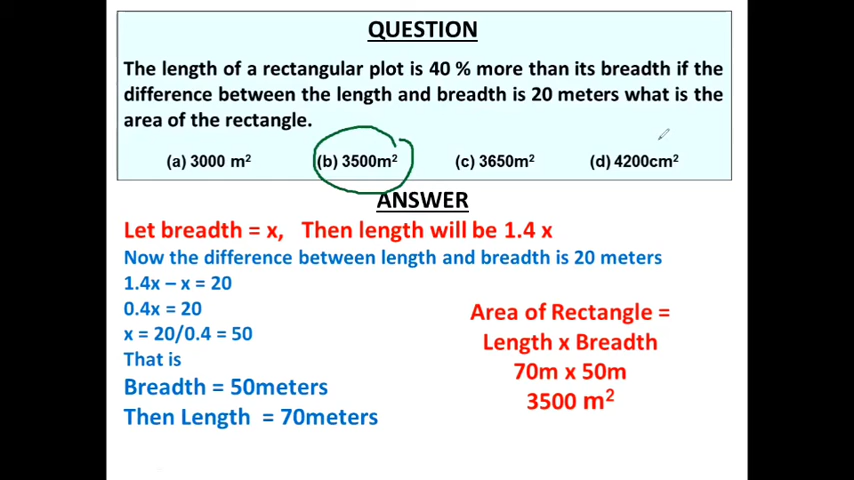 QUESTION
The length of a rectangular plot is 40 % more than its breadth if the
difference between the length and breadth is 20 meters what is the
area of the rectangle.
(a) 3000 m² (b) 3500m² (c) 3650m² (d) 4200cm²
ANSWER
Let breadth = x, Then length will be 1.4 x
Now the difference between length and breadth is 20 meters
1.4x – x = 20
0.4x = 20
x = 20/0.4 = 50
That is
Breadth = 50meters
Then Length = 70meters
Area of Rectangle =
Length x Breadth
70m x 50m
3500 m²